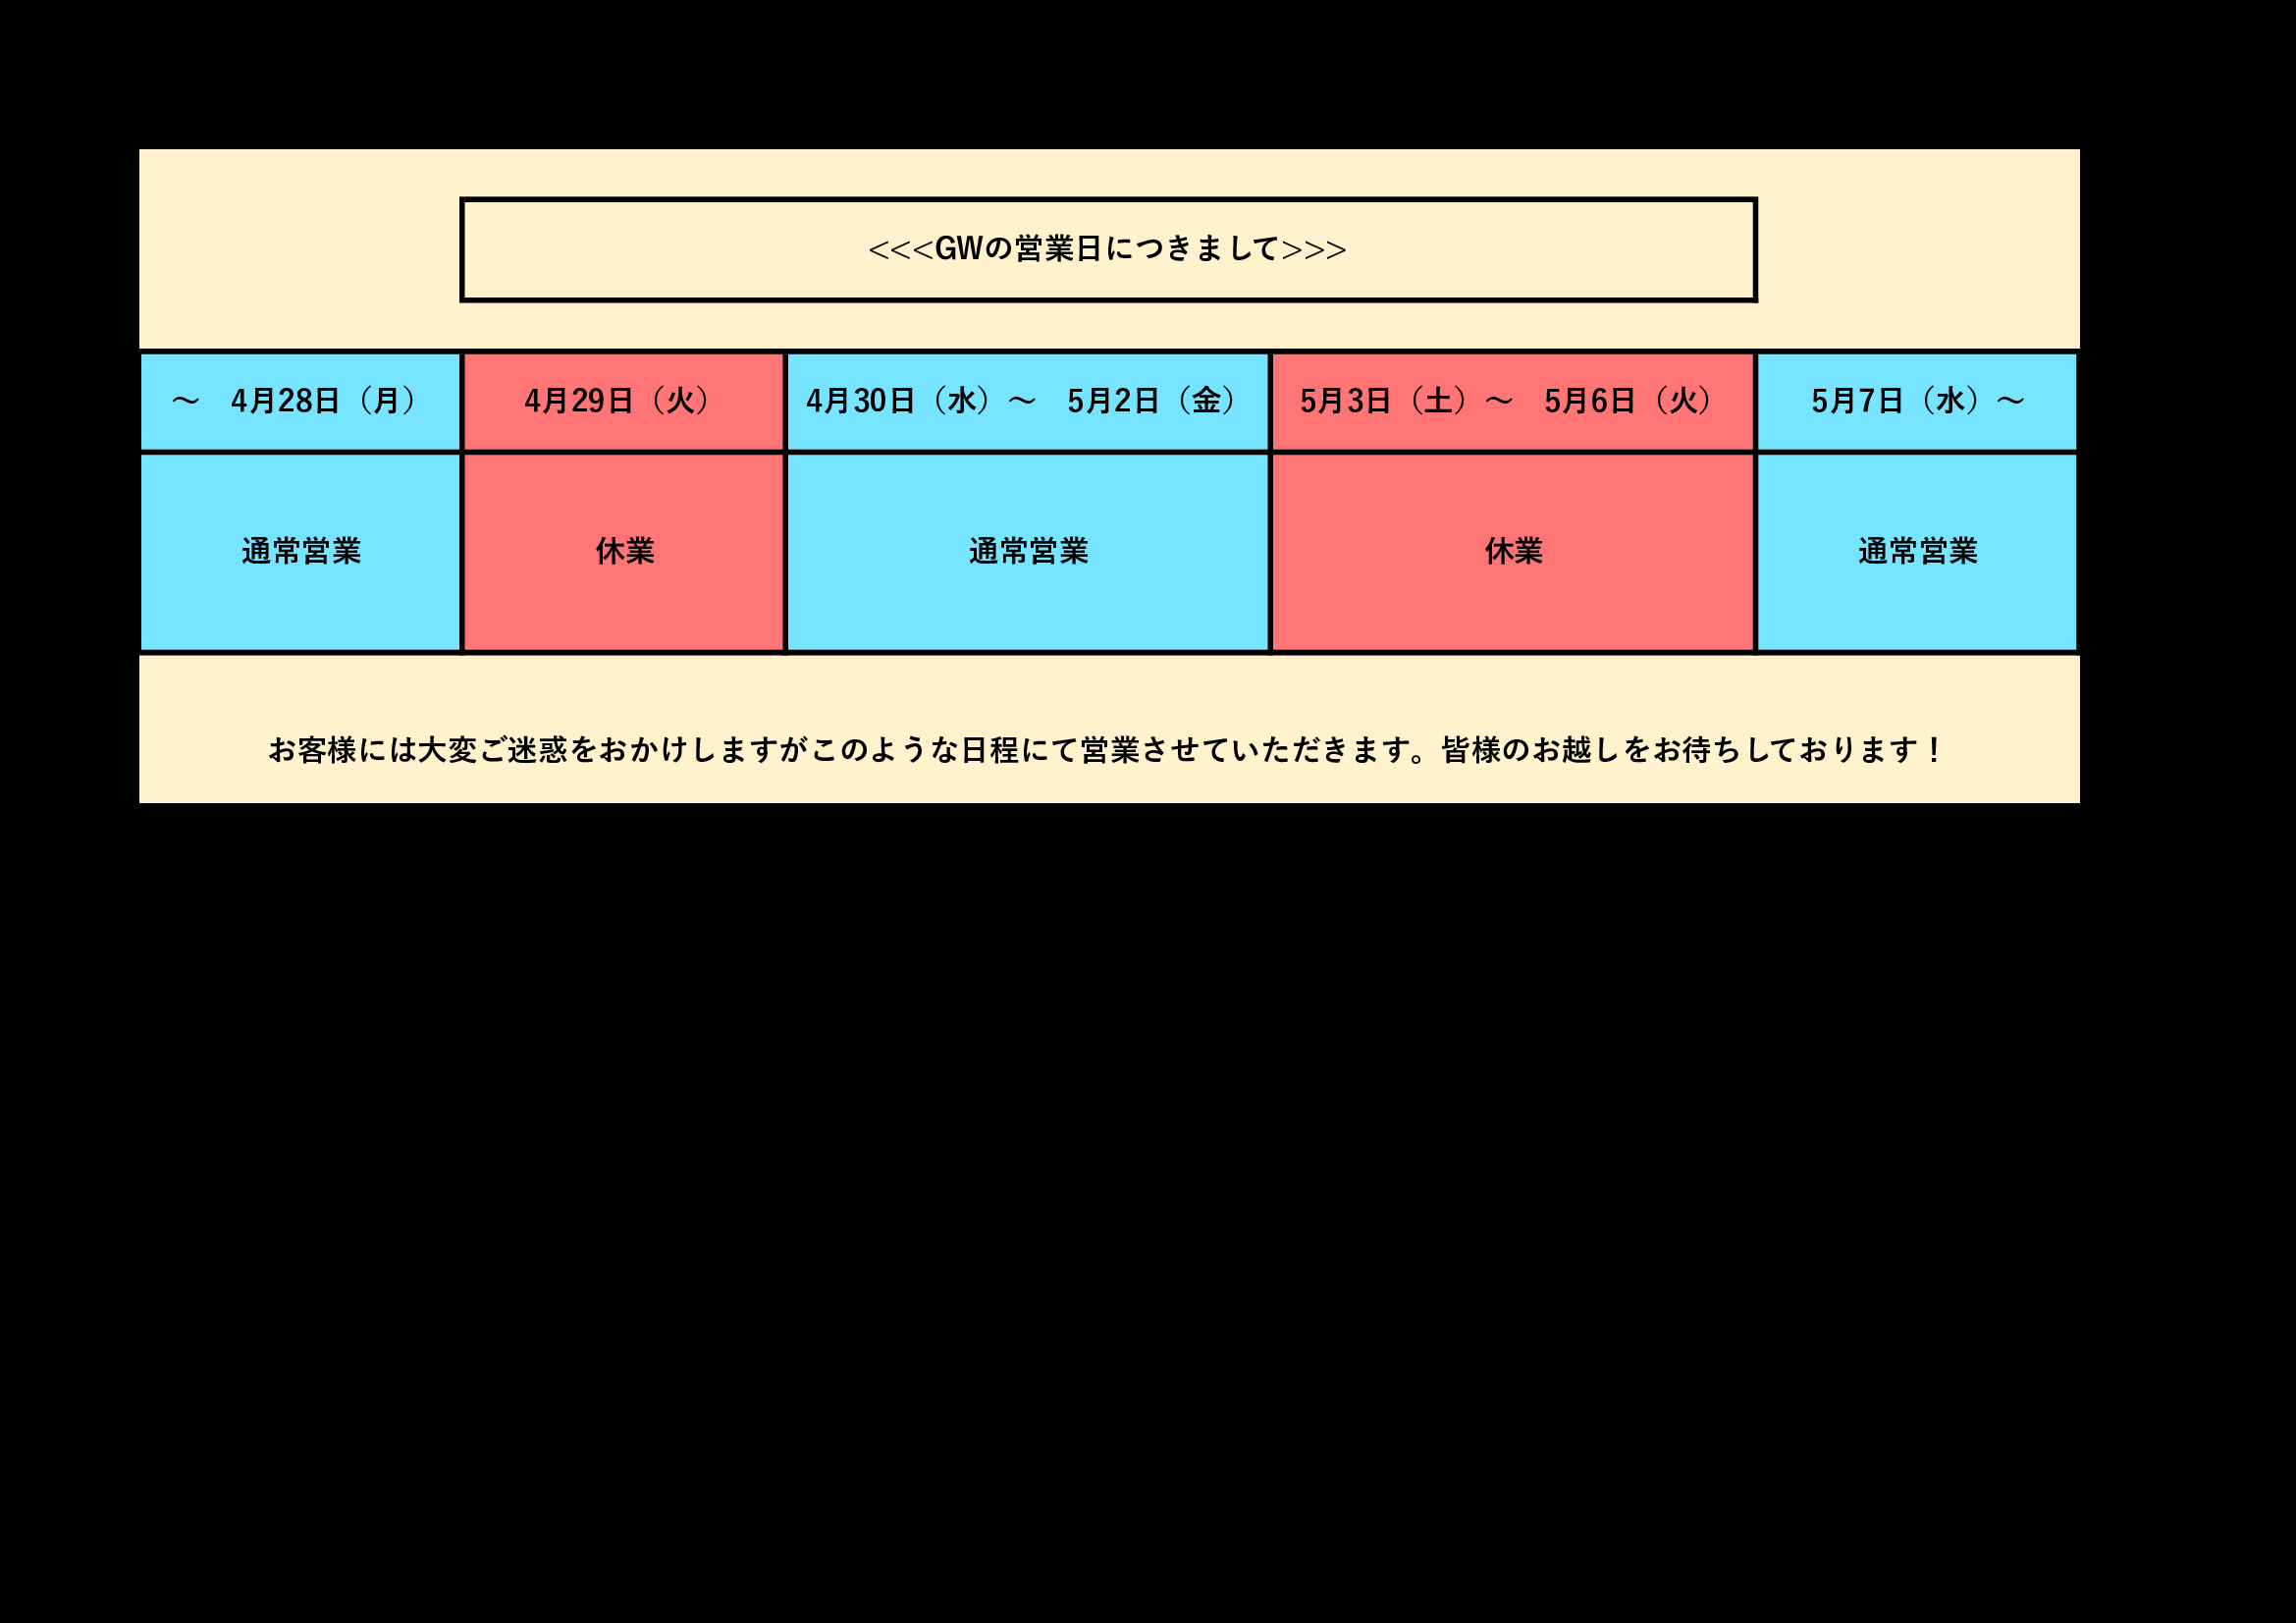 <<<GWの営業日につきまして>>>
～　4月28日（月）
4月29日（火）
4月30日（水）～　5月2日（金）
5月3日（土）～　5月6日（火）
5月7日（水）～
通常営業
休業
通常営業
休業
通常営業
お客様には大変ご迷惑をおかけしますがこのような日程にて営業させていただきます。皆様のお越しをお待ちしております！